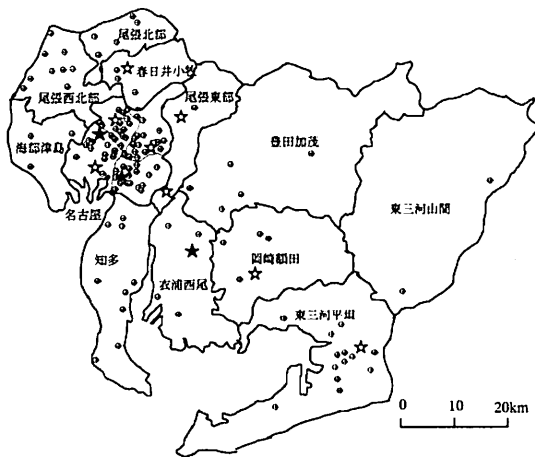 尾張北部
春日井小牧
尾張西北部
尾張東部
海部津島
豊田加茂
東三河山間
名古屋
知多
岡崎額田
衣浦西尾
東三河平坦
0 10 20km